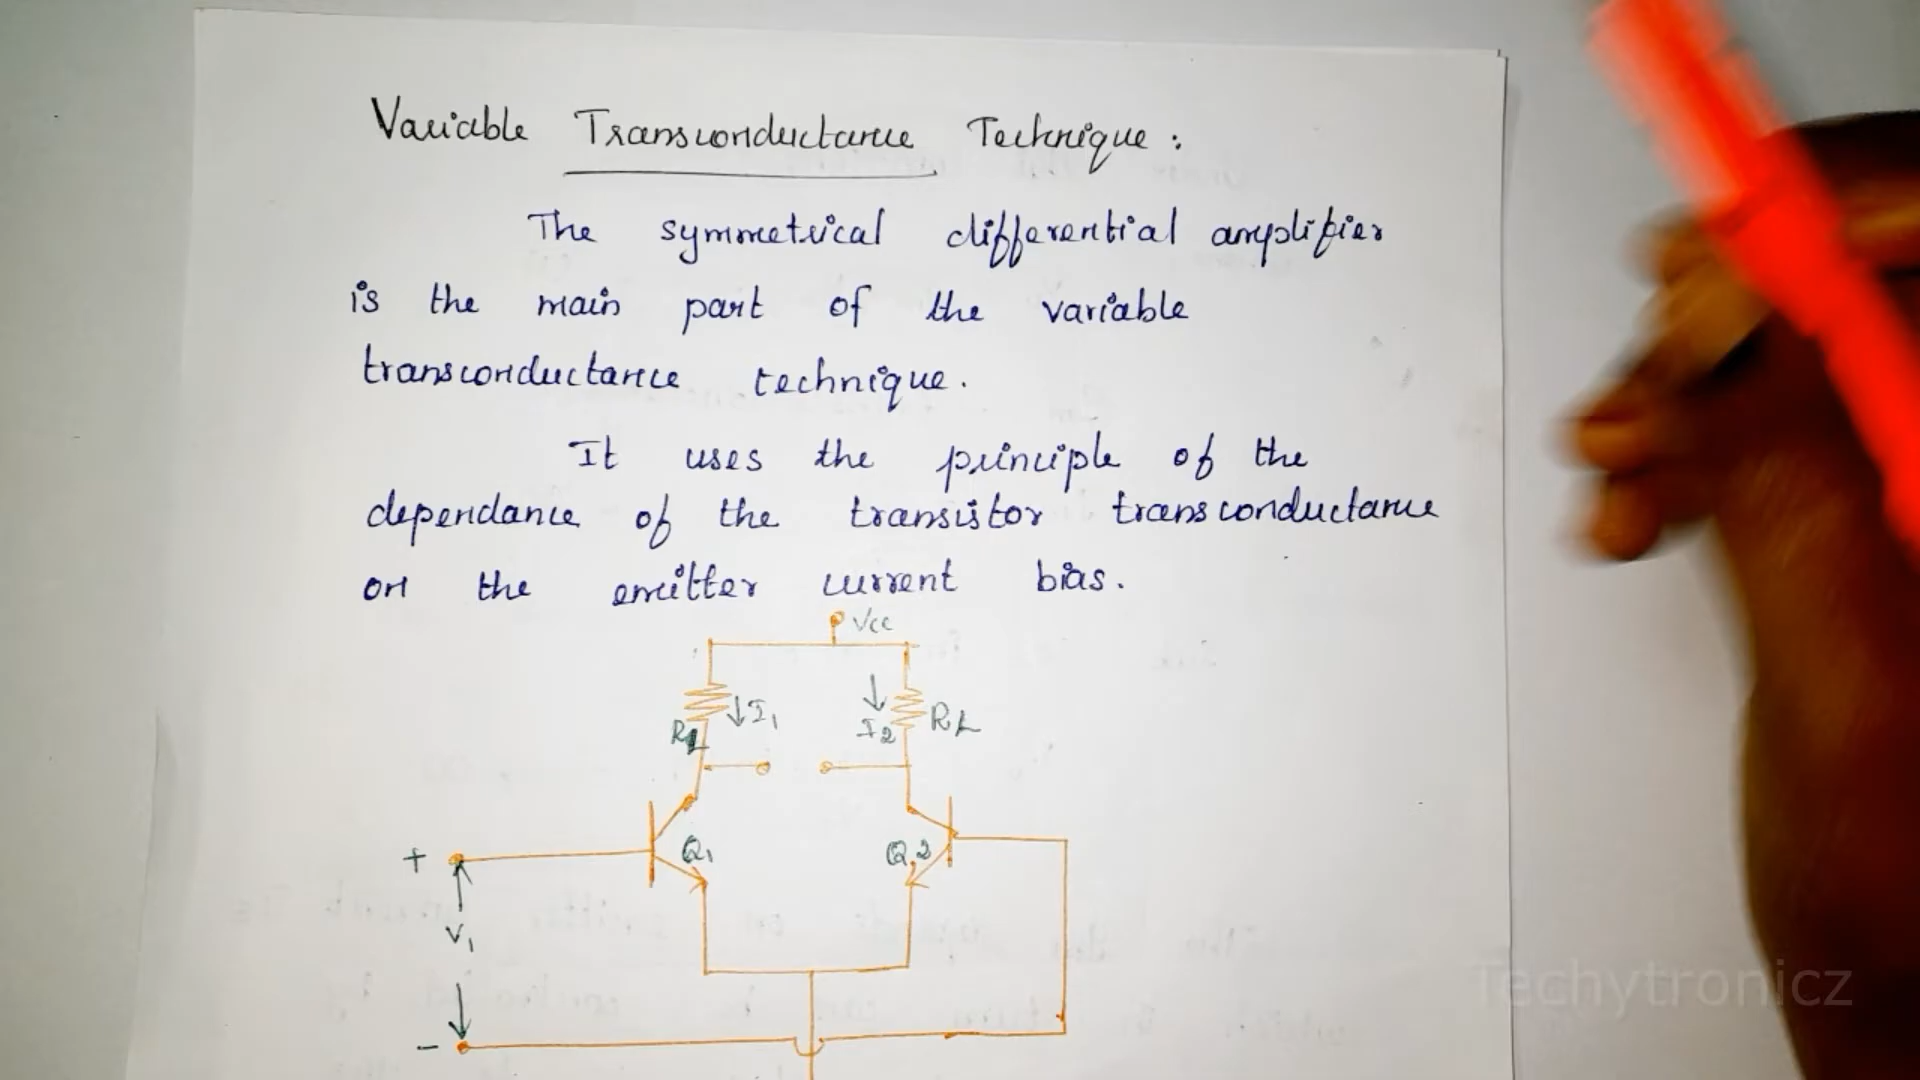 Variable Transconductance Technique :
The symmetrical differential amplifier
is the main part of the variable
transconductance technique.
It uses the principle of the
dependance of the transistor transconductance
on the emitter current bias.
Vcc
RL ↓I1 ↓I2 RL
+ Q1 Q2
V1
-
Techytronicz